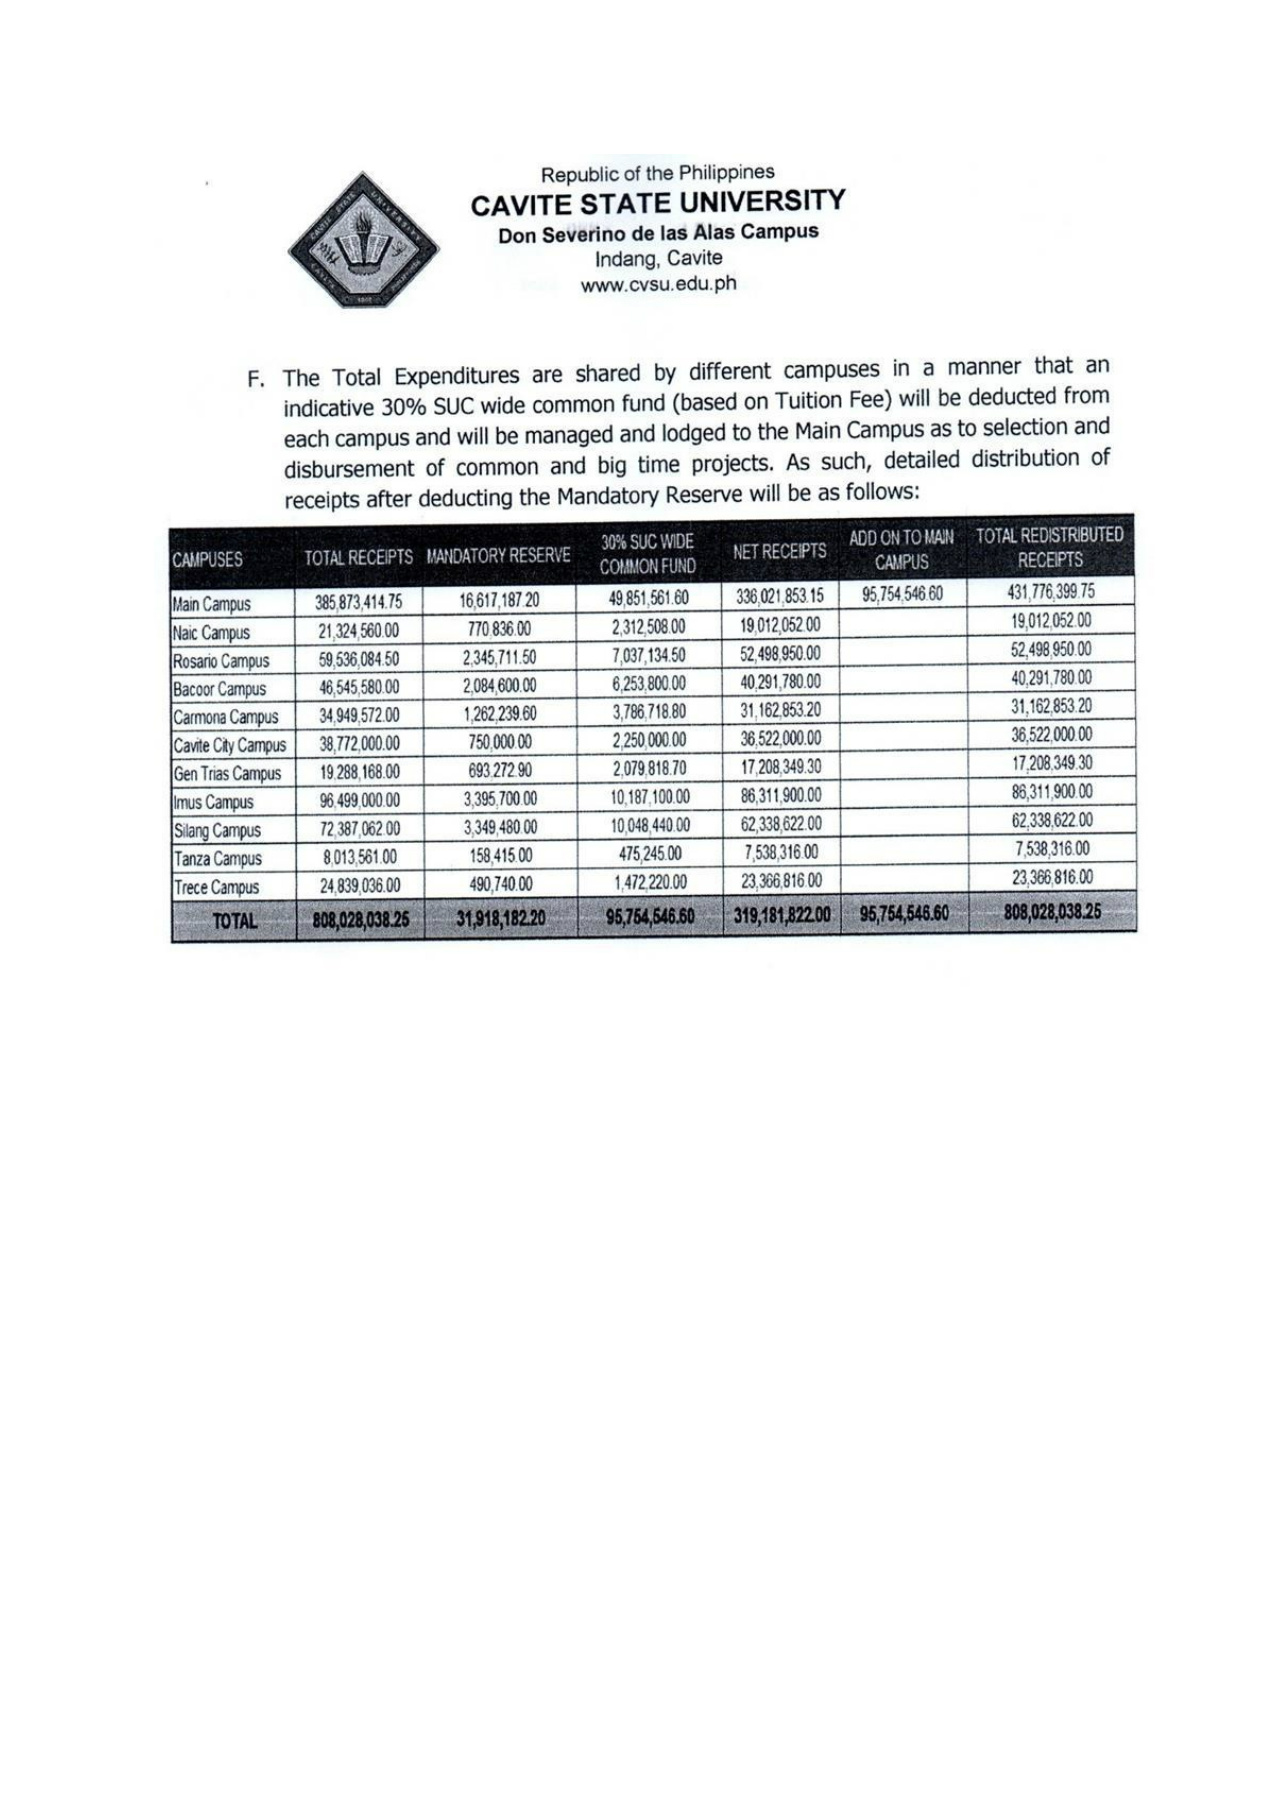 Republic of the Philippines
CAVITE STATE UNIVERSITY
Don Severino de las Alas Campus
Indang, Cavite
www.cvsu.edu.ph
F. The Total Expenditures are shared by different campuses in a manner that an
indicative 30% SUC wide common fund (based on Tuition Fee) will be deducted from
each campus and will be managed and lodged to the Main Campus as to selection and
disbursement of common and big time projects. As such, detailed distribution of
receipts after deducting the Mandatory Reserve will be as follows:
CAMPUSES TOTAL RECEIPTS MANDATORY RESERVE 30% SUC WIDE COMMON FUND NET RECEIPTS ADD ON TO MAIN CAMPUS TOTAL REDISTRIBUTED RECEIPTS
Main Campus 385,873,414.75 16,617,187.20 49,851,561.60 336,021,853.15 95,754,546.60 431,776,399.75
Naic Campus 21,324,560.00 770,836.00 2,312,508.00 19,012,052.00 19,012,052.00
Rosario Campus 59,536,084.50 2,345,711.50 7,037,134.50 52,498,950.00 52,498,950.00
Bacoor Campus 46,545,580.00 2,084,600.00 6,253,800.00 40,291,780.00 40,291,780.00
Carmona Campus 34,949,572.00 1,262,239.60 3,786,718.80 31,162,853.20 31,162,853.20
Cavite City Campus 38,772,000.00 750,000.00 2,250,000.00 36,522,000.00 36,522,000.00
Gen Trias Campus 19,288,168.00 693,272.90 2,079,818.70 17,208,349.30 17,208,349.30
Imus Campus 96,499,000.00 3,395,700.00 10,187,100.00 86,311,900.00 86,311,900.00
Silang Campus 72,387,062.00 3,349,480.00 10,048,440.00 62,338,622.00 62,338,622.00
Tanza Campus 8,013,561.00 158,415.00 475,245.00 7,538,316.00 7,538,316.00
Trece Campus 24,839,036.00 490,740.00 1,472,220.00 23,366,816.00 23,366,816.00
TOTAL 808,028,038.25 31,918,182.20 95,754,546.60 319,181,822.00 95,754,546.60 808,028,038.25